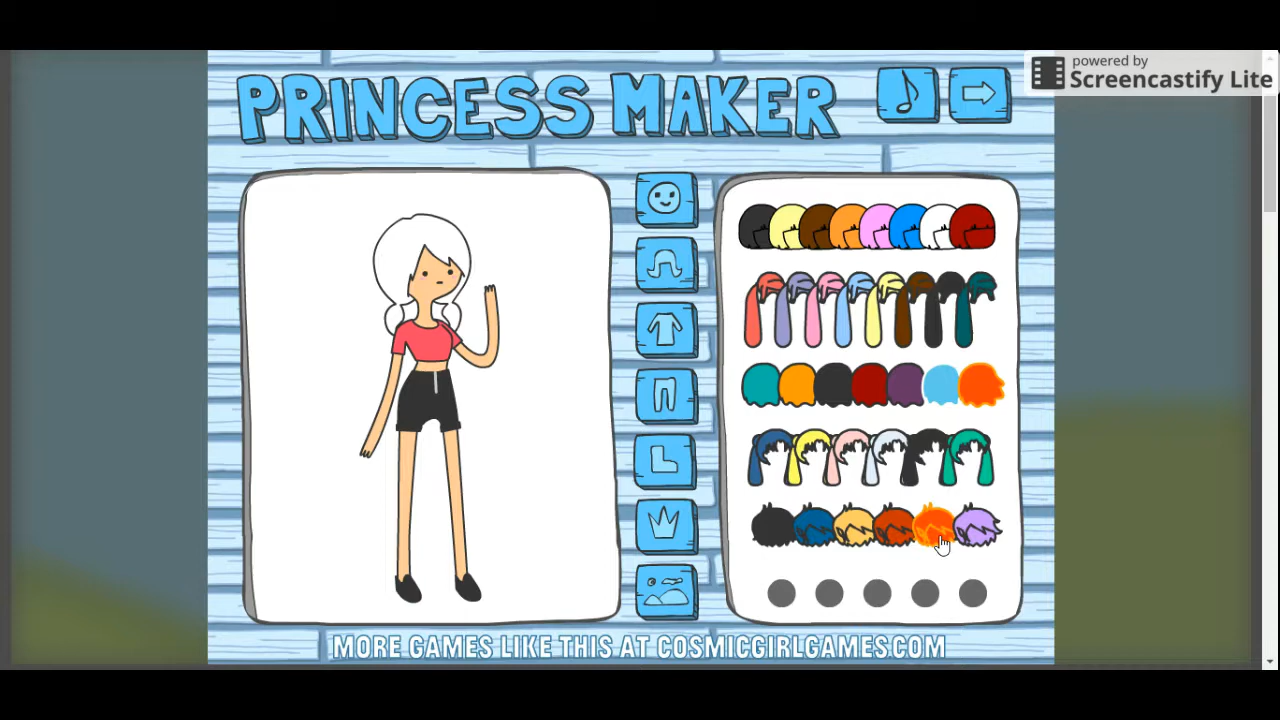 PRINCESS MAKER
powered by
Screencastify Lite
MORE GAMES LIKE THIS AT COSMICGIRLGAMES.COM